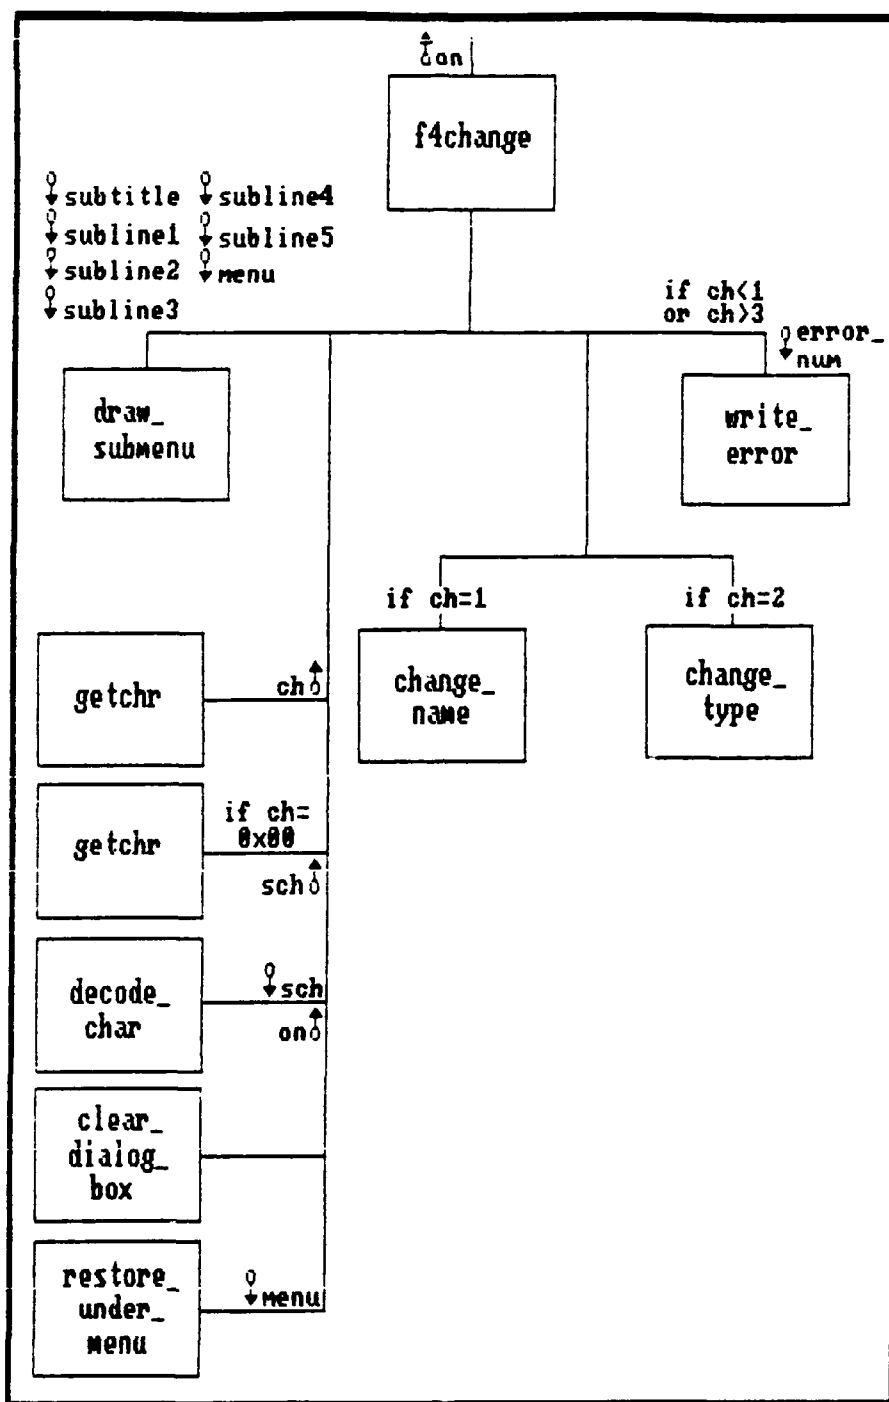 on
f4change
subtitle
subline4
subline1
subline5
subline2
menu
subline3
if ch<1
or ch>3
error_
num
draw_
submenu
write_
error
if ch=1
if ch=2
getchr
ch
change_
name
change_
type
getchr
if ch=
0x00
sch
decode_
char
sch
on
clear_
dialog_
box
restore_
under_
menu
menu